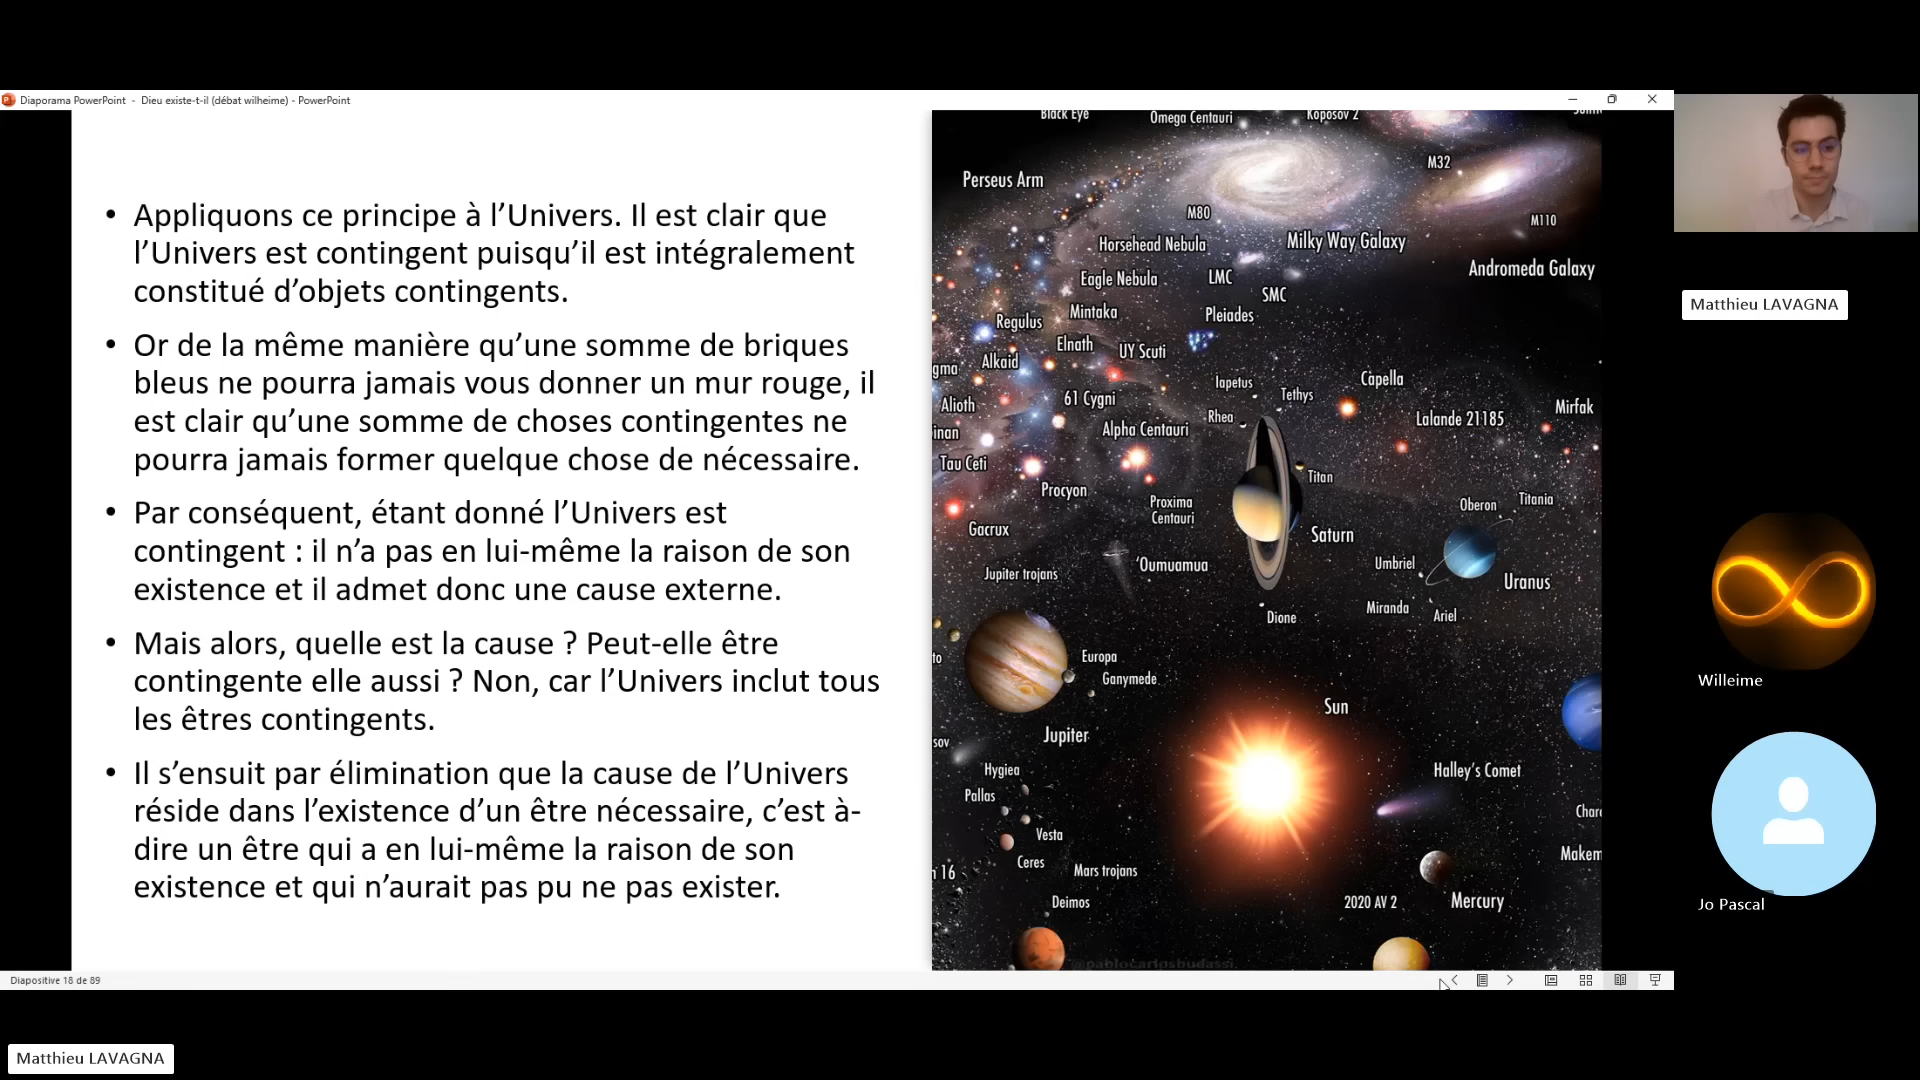 Diaporama PowerPoint - Dieu existe-t-il (débat wilheime) - PowerPoint
• Appliquons ce principe à l’Univers. Il est clair que
l’Univers est contingent puisqu’il est intégralement
constitué d’objets contingents.
• Or de la même manière qu’une somme de briques
bleus ne pourra jamais vous donner un mur rouge, il
est clair qu’une somme de choses contingentes ne
pourra jamais former quelque chose de nécessaire.
• Par conséquent, étant donné l’Univers est
contingent : il n’a pas en lui-même la raison de son
existence et il admet donc une cause externe.
• Mais alors, quelle est la cause ? Peut-elle être
contingente elle aussi ? Non, car l’Univers inclut tous
les êtres contingents.
• Il s’ensuit par élimination que la cause de l’Univers
réside dans l’existence d’un être nécessaire, c’est à-
dire un être qui a en lui-même la raison de son
existence et qui n’aurait pas pu ne pas exister.
Black Eye
Omega Centauri
Koposov 2
M32
Perseus Arm
M80
M110
Horsehead Nebula
Milky Way Galaxy
Andromeda Galaxy
Eagle Nebula
LMC
SMC
Mintaka
Pleiades
Regulus
Elnath
UY Scuti
Alkaid
gma
Iapetus
Tethys
Capella
61 Cygni
Alioth
Rhea
Lalande 21185
Mirfak
inan
Alpha Centauri
Tau Ceti
Titan
Procyon
Proxima
Centauri
Oberon
Titania
Gacrux
Saturn
'Oumuamua
Umbriel
Uranus
Jupiter trojans
Miranda
Ariel
Dione
to
Europa
Ganymede
Sun
Jupiter
sov
Hygiea
Halley's Comet
Pallas
Vesta
Ceres
Mars trojans
Makem
16
Deimos
2020 AV 2
Mercury
@pablocarlosbudassi
Diapositive 18 de 89
Matthieu LAVAGNA
Willeime
Jo Pascal
Matthieu LAVAGNA